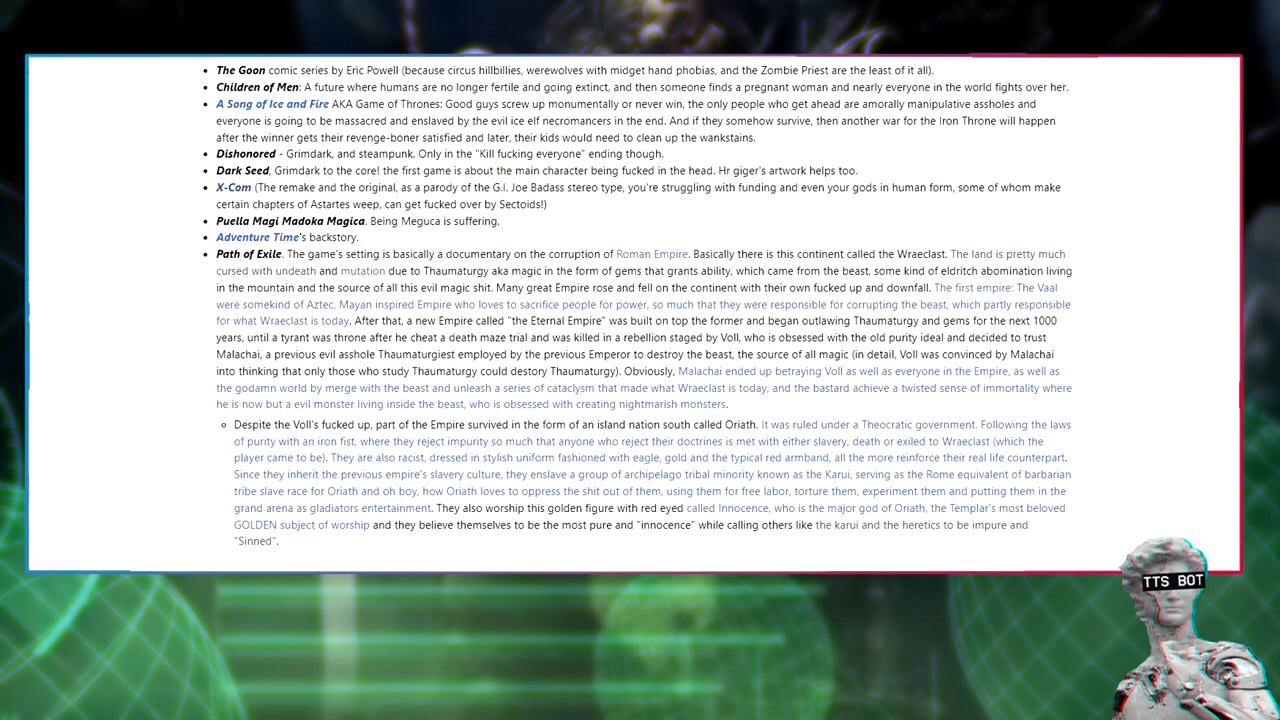 The Goon comic series by Eric Powell (because circus hillbillies, werewolves with midget hand phobias, and the Zombie Priest are the least of it all).
Children of Men: A future where humans are no longer fertile and going extinct, and then someone finds a pregnant woman and nearly everyone in the world fights over her.
A Song of Ice and Fire AKA Game of Thrones: Good guys screw up monumentally or never win, the only people who get ahead are amorally manipulative assholes and
everyone is going to be massacred and enslaved by the evil ice elf necromancers in the end. And if they somehow survive, then another war for the Iron Throne will happen
after the winner gets their revenge-boner satisfied and later, their kids would need to clean up the wankstains.
Dishonored - Grimdark, and steampunk. Only in the "Kill fucking everyone" ending though.
Dark Seed, Grimdark to the core! the first game is about the main character being fucked in the head. Hr giger's artwork helps too.
X-Com (The remake and the original, as a parody of the G.I. Joe Badass stereo type, you're struggling with funding and even your gods in human form, some of whom make
certain chapters of Astartes weep, can get fucked over by Sectoids!)
Puella Magi Madoka Magica. Being Meguca is suffering.
Adventure Time's backstory.
Path of Exile. The game's setting is basically a documentary on the corruption of Roman Empire. Basically there is this continent called the Wraeclast. The land is pretty much
cursed with undeath and mutation due to Thaumaturgy aka magic in the form of gems that grants ability, which came from the beast, some kind of eldritch abomination living
in the mountain and the source of all this evil magic shit. Many great Empire rose and fell on the continent with their own fucked up and downfall. The first empire: The Vaal
were somekind of Aztec, Mayan inspired Empire who loves to sacrifice people for power, so much that they were responsible for corrupting the beast, which partly responsible
for what Wraeclast is today. After that, a new Empire called "the Eternal Empire" was built on top the former and began outlawing Thaumaturgy and gems for the next 1000
years, until a tyrant was throne after he cheat a death maze trial and was killed in a rebellion staged by Voll, who is obsessed with the old purity ideal and decided to trust
Malachai, a previous evil asshole Thaumaturgiest employed by the previous Emperor to destroy the beast, the source of all magic (in detail, Voll was convinced by Malachai
into thinking that only those who study Thaumaturgy could destory Thaumaturgy). Obviously, Malachai ended up betraying Voll as well as everyone in the Empire, as well as
the godamn world by merge with the beast and unleash a series of cataclysm that made what Wraeclast is today, and the bastard achieve a twisted sense of immortality where
he is now but a evil monster living inside the beast, who is obsessed with creating nightmarish monsters.
Despite the Voll's fucked up, part of the Empire survived in the form of an island nation south called Oriath. It was ruled under a Theocratic government. Following the laws
of purity with an iron fist, where they reject impurity so much that anyone who reject their doctrines is met with either slavery, death or exiled to Wraeclast (which the
player came to be). They are also racist, dressed in stylish uniform fashioned with eagle, gold and the typical red armband, all the more reinforce their real life counterpart.
Since they inherit the previous empire's slavery culture, they enslave a group of archipelago tribal minority known as the Karui, serving as the Rome equivalent of barbarian
tribe slave race for Oriath and oh boy, how Oriath loves to oppress the shit out of them, using them for free labor, torture them, experiment them and putting them in the
grand arena as gladiators entertainment. They also worship this golden figure with red eyed called Innocence, who is the major god of Oriath, the Templar's most beloved
GOLDEN subject of worship and they believe themselves to be the most pure and "innocence" while calling others like the karui and the heretics to be impure and
"Sinned".
TTS BOT